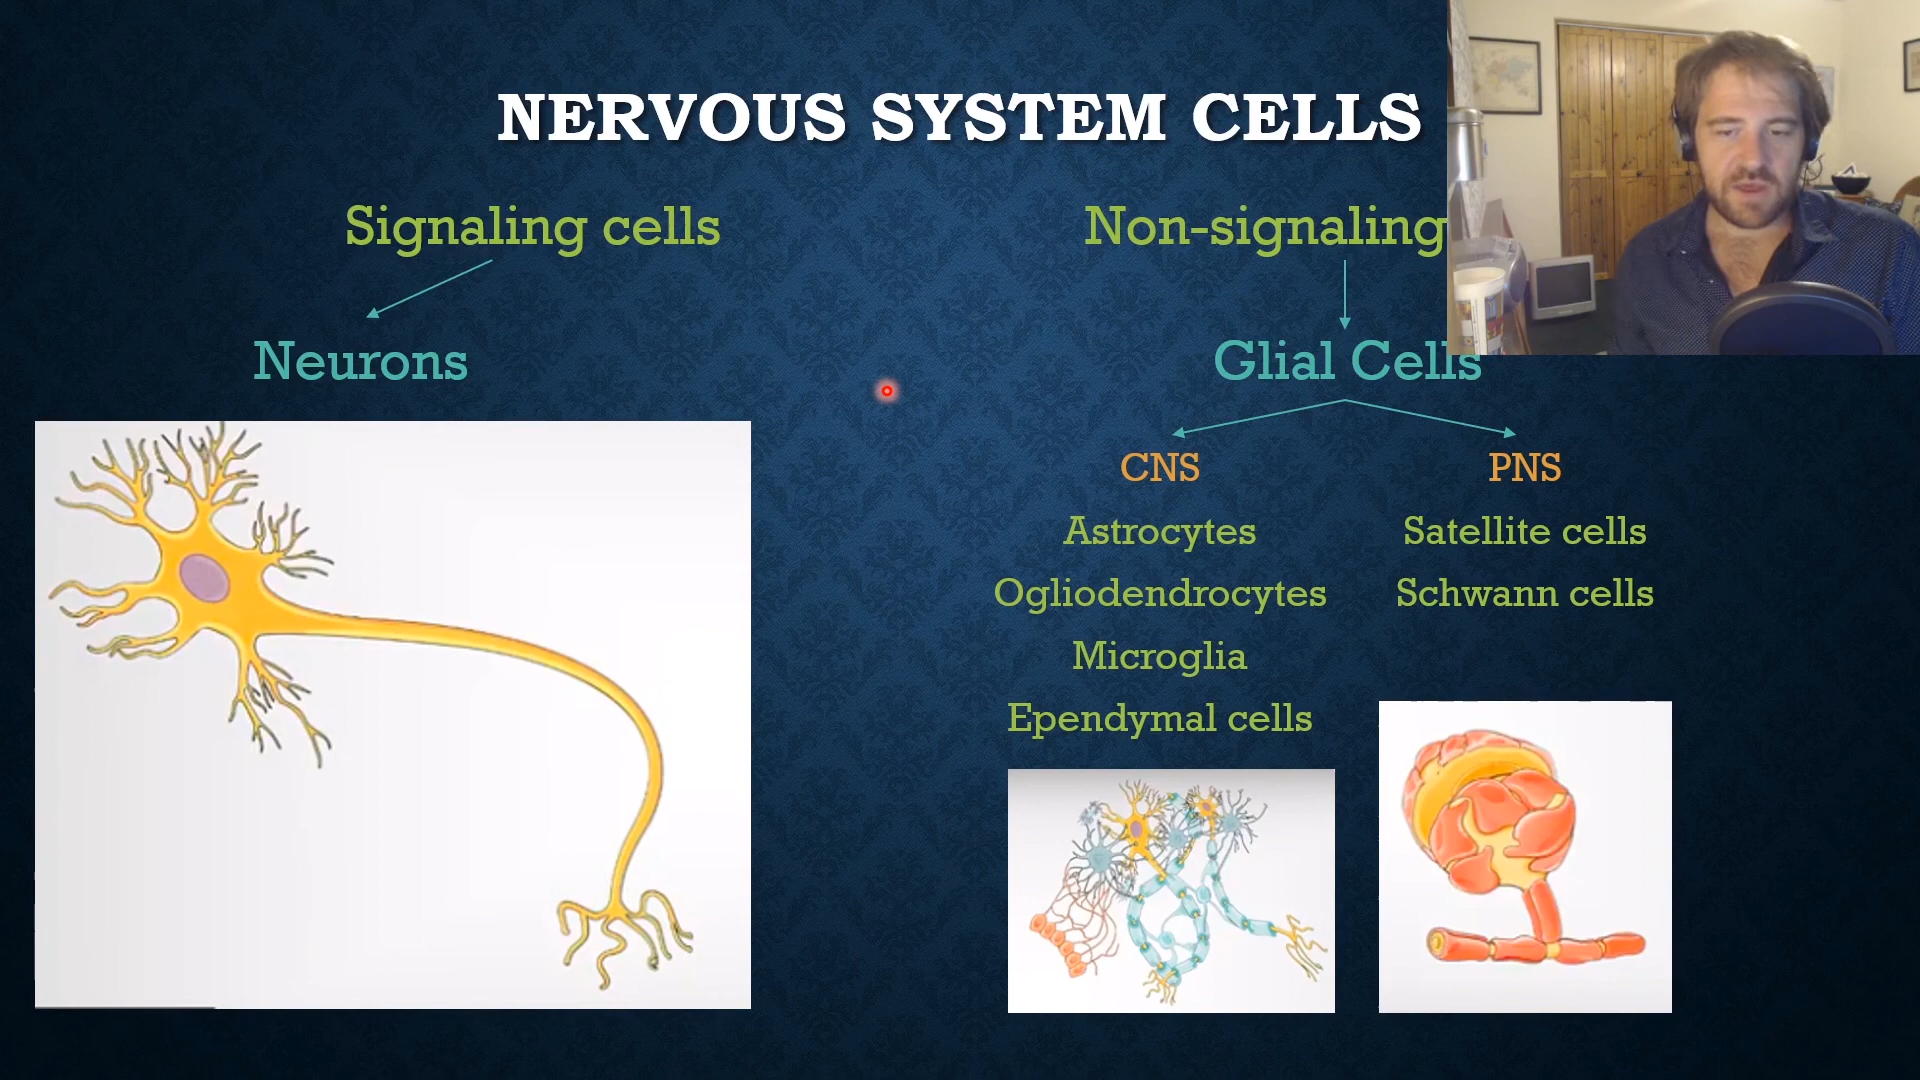 NERVOUS SYSTEM CELLS
Signaling cells
Non-signaling
Neurons
Glial Cells
CNS
PNS
Astrocytes
Satellite cells
Ogliodendrocytes
Schwann cells
Microglia
Ependymal cells